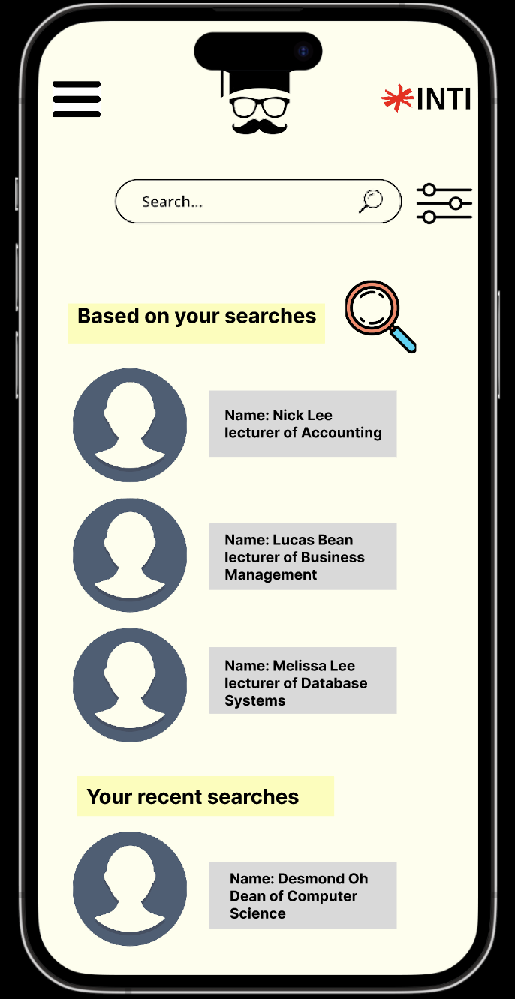 INTI
Search...
Based on your searches
Name: Nick Lee
lecturer of Accounting
Name: Lucas Bean
lecturer of Business
Management
Name: Melissa Lee
lecturer of Database
Systems
Your recent searches
Name: Desmond Oh
Dean of Computer
Science